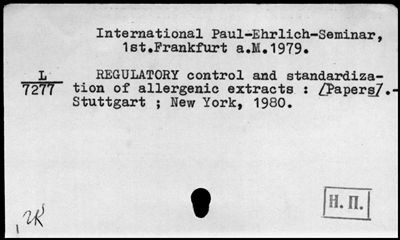 International Paul-Ehrlich-Seminar,
1st.Frankfurt a.M.1979.
L
7277
REGULATORY control and standardiza-
tion of allergenic extracts : [Papers].-
Stuttgart ; New York, 1980.
Н. П.